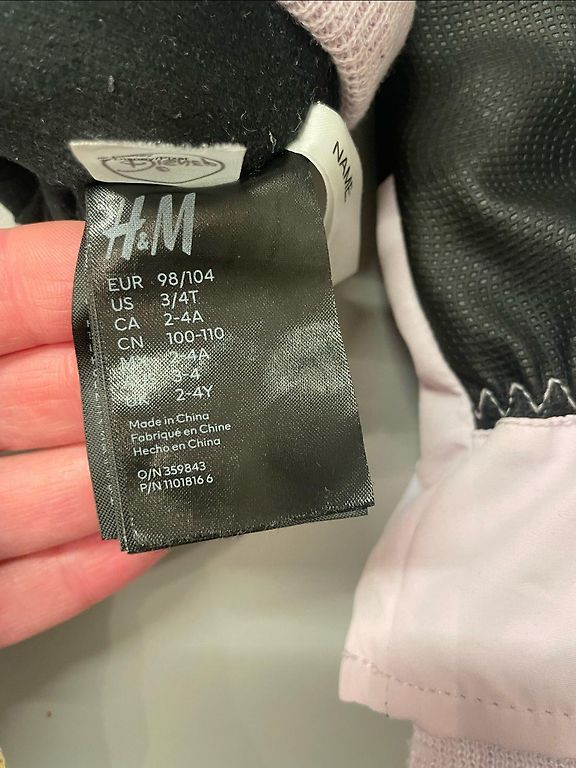 NAME
H&M
EUR 98/104
US 3/4T
CA 2-4A
CN 100-110
2-4A
3-4
2-4Y
Made in China
Fabriqué en Chine
Hecho en China
O/N 359843
P/N 1101816 6